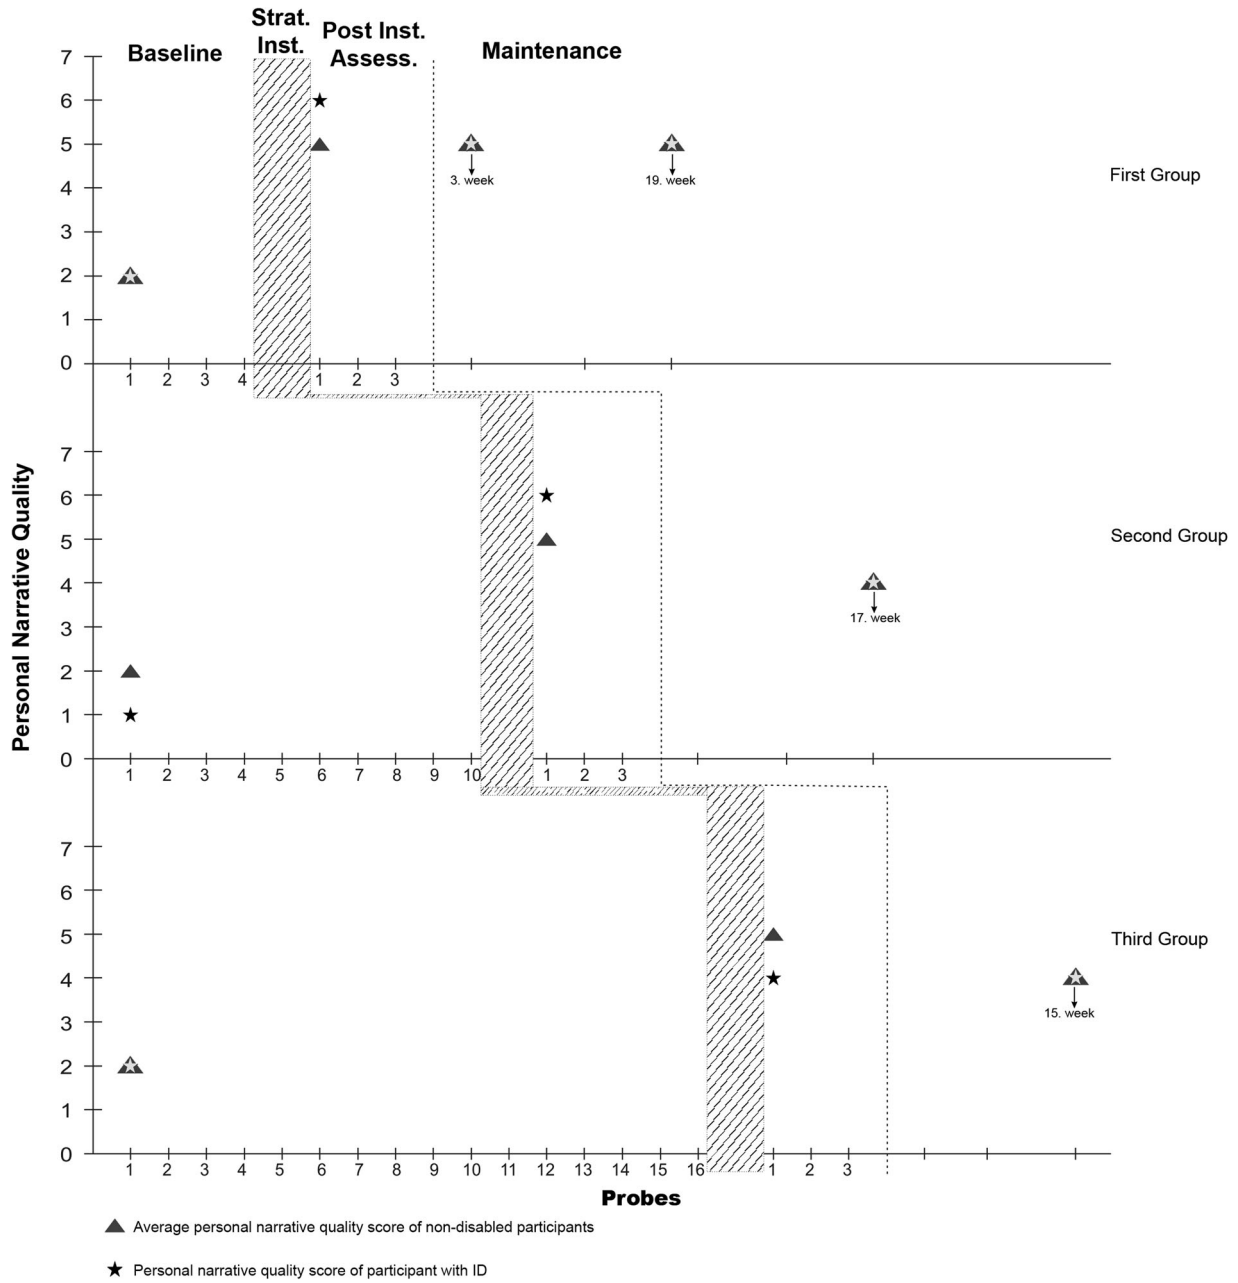 Baseline
Strat.
Inst.
Post Inst.
Assess.
Maintenance
7
6
5
4
3
2
1
0
3. week
19. week
First Group
1 2 3 4 1 2 3
Personal Narrative Quality
7
6
5
4
3
2
1
0
17. week
Second Group
1 2 3 4 5 6 7 8 9 10 1 2 3
7
6
5
4
3
2
1
0
15. week
Third Group
1 2 3 4 5 6 7 8 9 10 11 12 13 14 15 16 1 2 3
Probes
Average personal narrative quality score of non-disabled participants
Personal narrative quality score of participant with ID